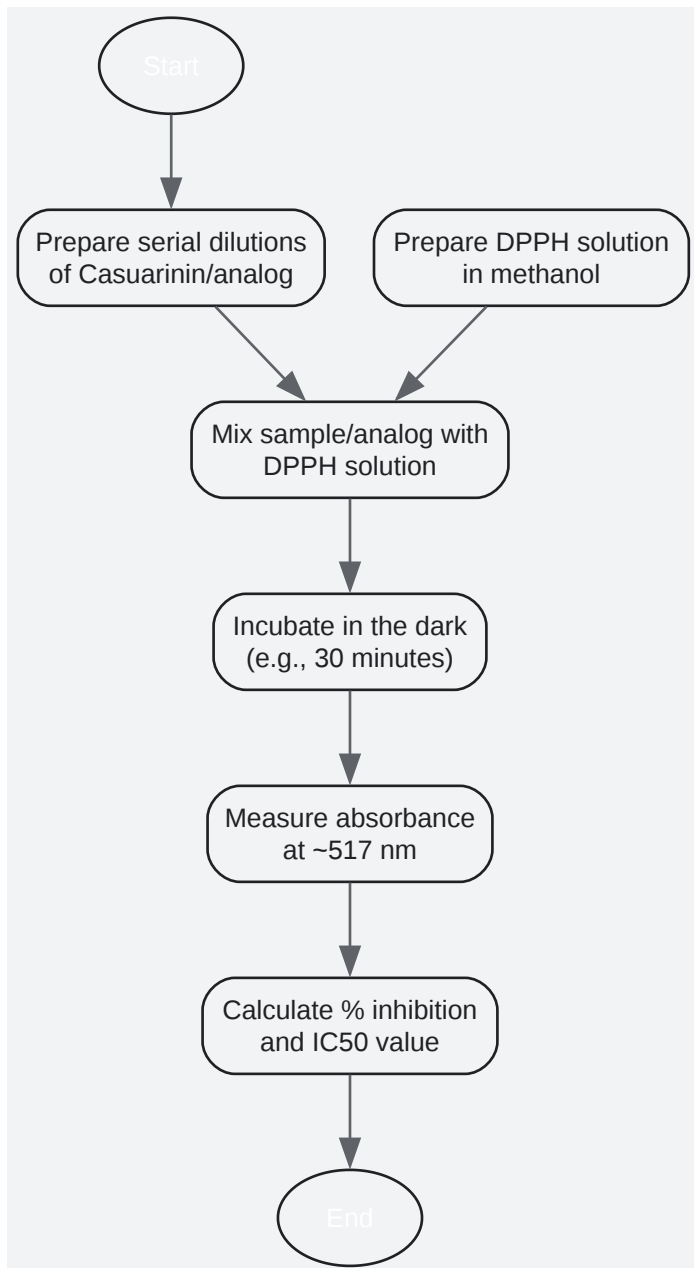 Start
Prepare serial dilutions
of Casuarinin/analog
Prepare DPPH solution
in methanol
Mix sample/analog with
DPPH solution
Incubate in the dark
(e.g., 30 minutes)
Measure absorbance
at ~517 nm
Calculate % inhibition
and IC50 value
End